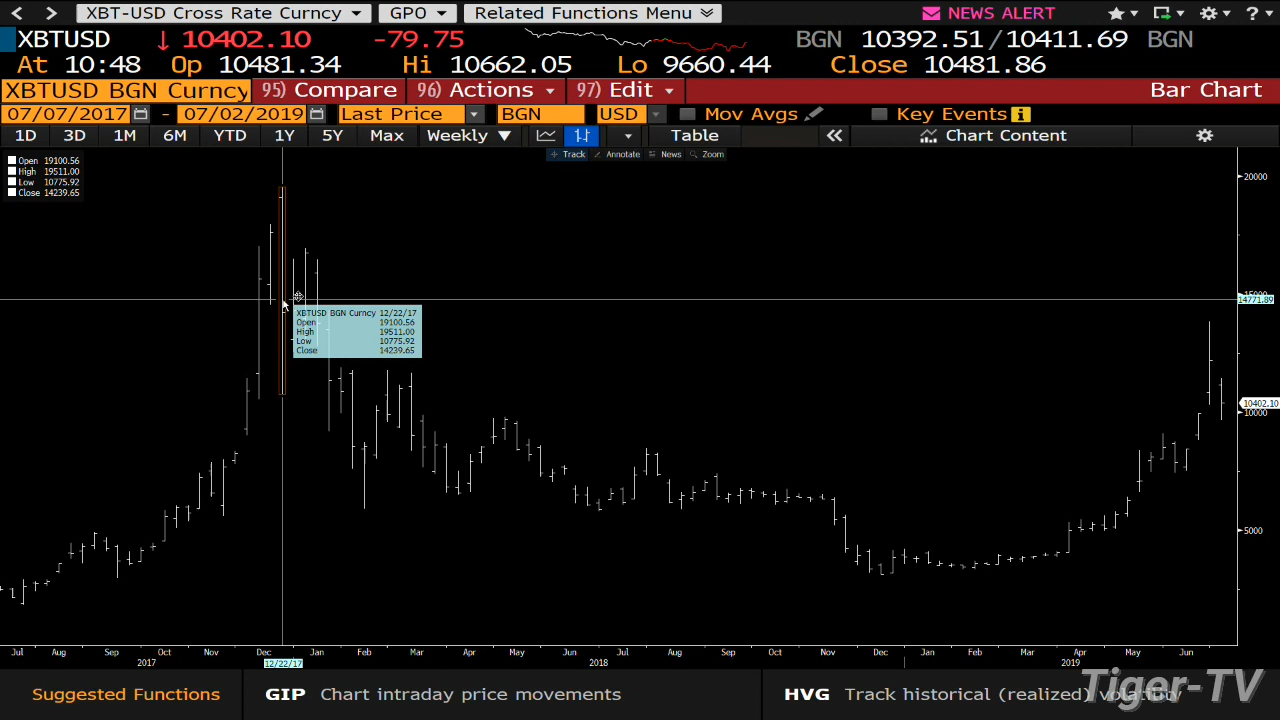 XBT-USD Cross Rate Curncy GPO Related Functions Menu NEWS ALERT ?
XBTUSD ↓ 10402.10 -79.75 BGN 10392.51/10411.69 BGN
At 10:48 Op 10481.34 Hi 10662.05 Lo 9660.44 Close 10481.86
XBTUSD BGN Curncy 95) Compare 96) Actions 97) Edit Bar Chart
07/07/2017 - 07/02/2019 Last Price BGN USD Mov Avgs Key Events
1D 3D 1M 6M YTD 1Y 5Y Max Weekly Table Chart Content
Track Annotate News Zoom
Open 19100.56
High 19511.00
Low 10775.92
Close 14239.65
20000
15000
14771.89
XBTUSD BGN Curncy 12/22/17
Open 19100.56
High 19511.00
Low 10775.92
Close 14239.65
10402.10
10000
5000
Jul Aug Sep Oct Nov Dec Jan Feb Mar Apr May Jun Jul Aug Sep Oct Nov Dec Jan Feb Mar Apr May Jun
2017 12/22/17 2018 2019
Suggested Functions GIP Chart intraday price movements HVG Track historical (realized) volatility
Tiger-TV